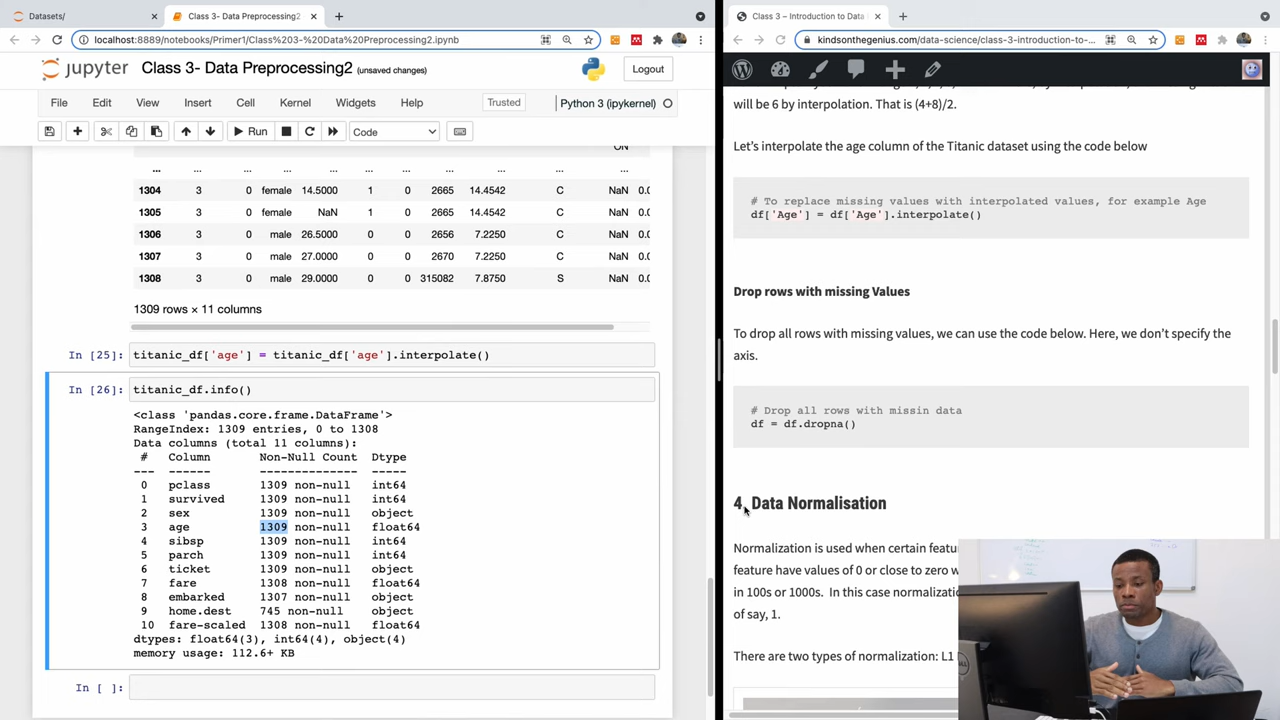 Datasets/
Class 3- Data Preprocessing2
Class 3 – Introduction to Data
localhost:8889/notebooks/Primer1/Class%203-%20Data%20Preprocessing2.ipynb
kindsonthegenius.com/data-science/class-3-introduction-to-...
jupyter Class 3- Data Preprocessing2 (unsaved changes)
Logout
File Edit View Insert Cell Kernel Widgets Help Trusted Python 3 (ipykernel)
Run Code
ON
... ... ... ... ... ... ... ... ... ... ...
1304 3 0 female 14.5000 1 0 2665 14.4542 C NaN 0.0
1305 3 0 female NaN 1 0 2665 14.4542 C NaN 0.0
1306 3 0 male 26.5000 0 0 2656 7.2250 C NaN 0.0
1307 3 0 male 27.0000 0 0 2670 7.2250 C NaN 0.0
1308 3 0 male 29.0000 0 0 315082 7.8750 S NaN 0.0
1309 rows × 11 columns
In [25]: titanic_df['age'] = titanic_df['age'].interpolate()
In [26]: titanic_df.info()
<class 'pandas.core.frame.DataFrame'>
RangeIndex: 1309 entries, 0 to 1308
Data columns (total 11 columns):
# Column Non-Null Count Dtype
--- ------ -------------- -----
0 pclass 1309 non-null int64
1 survived 1309 non-null int64
2 sex 1309 non-null object
3 age 1309 non-null float64
4 sibsp 1309 non-null int64
5 parch 1309 non-null int64
6 ticket 1309 non-null object
7 fare 1308 non-null float64
8 embarked 1307 non-null object
9 home.dest 745 non-null object
10 fare-scaled 1308 non-null float64
dtypes: float64(3), int64(4), object(4)
memory usage: 112.6+ KB
In [ ]:
will be 6 by interpolation. That is (4+8)/2.
Let's interpolate the age column of the Titanic dataset using the code below
# To replace missing values with interpolated values, for example Age
df['Age'] = df['Age'].interpolate()
Drop rows with missing Values
To drop all rows with missing values, we can use the code below. Here, we don't specify the
axis.
# Drop all rows with missin data
df = df.dropna()
4. Data Normalisation
Normalization is used when certain featu
feature have values of 0 or close to zero w
in 100s or 1000s. In this case normalizatio
of say, 1.
There are two types of normalization: L1